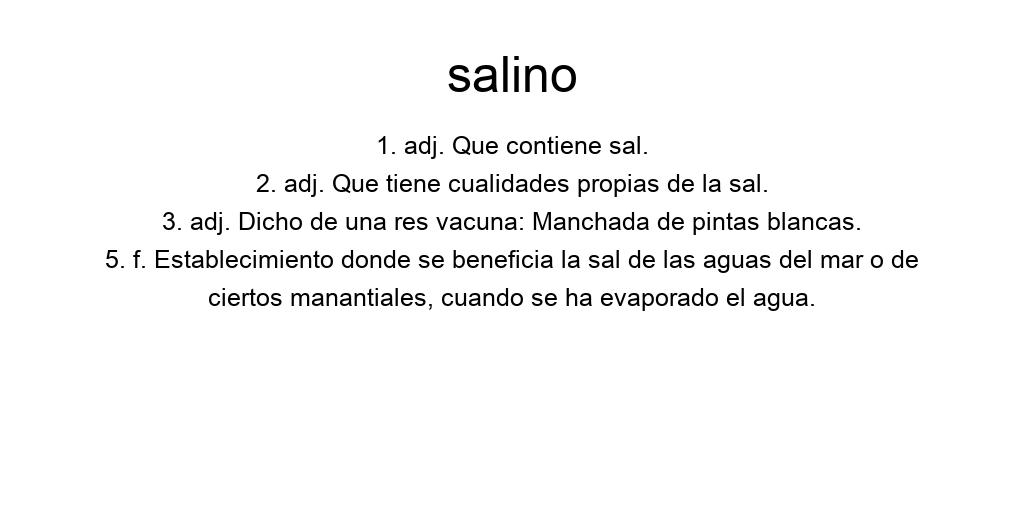 salino
1. adj. Que contiene sal.
2. adj. Que tiene cualidades propias de la sal.
3. adj. Dicho de una res vacuna: Manchada de pintas blancas.
5. f. Establecimiento donde se beneficia la sal de las aguas del mar o de
ciertos manantiales, cuando se ha evaporado el agua.